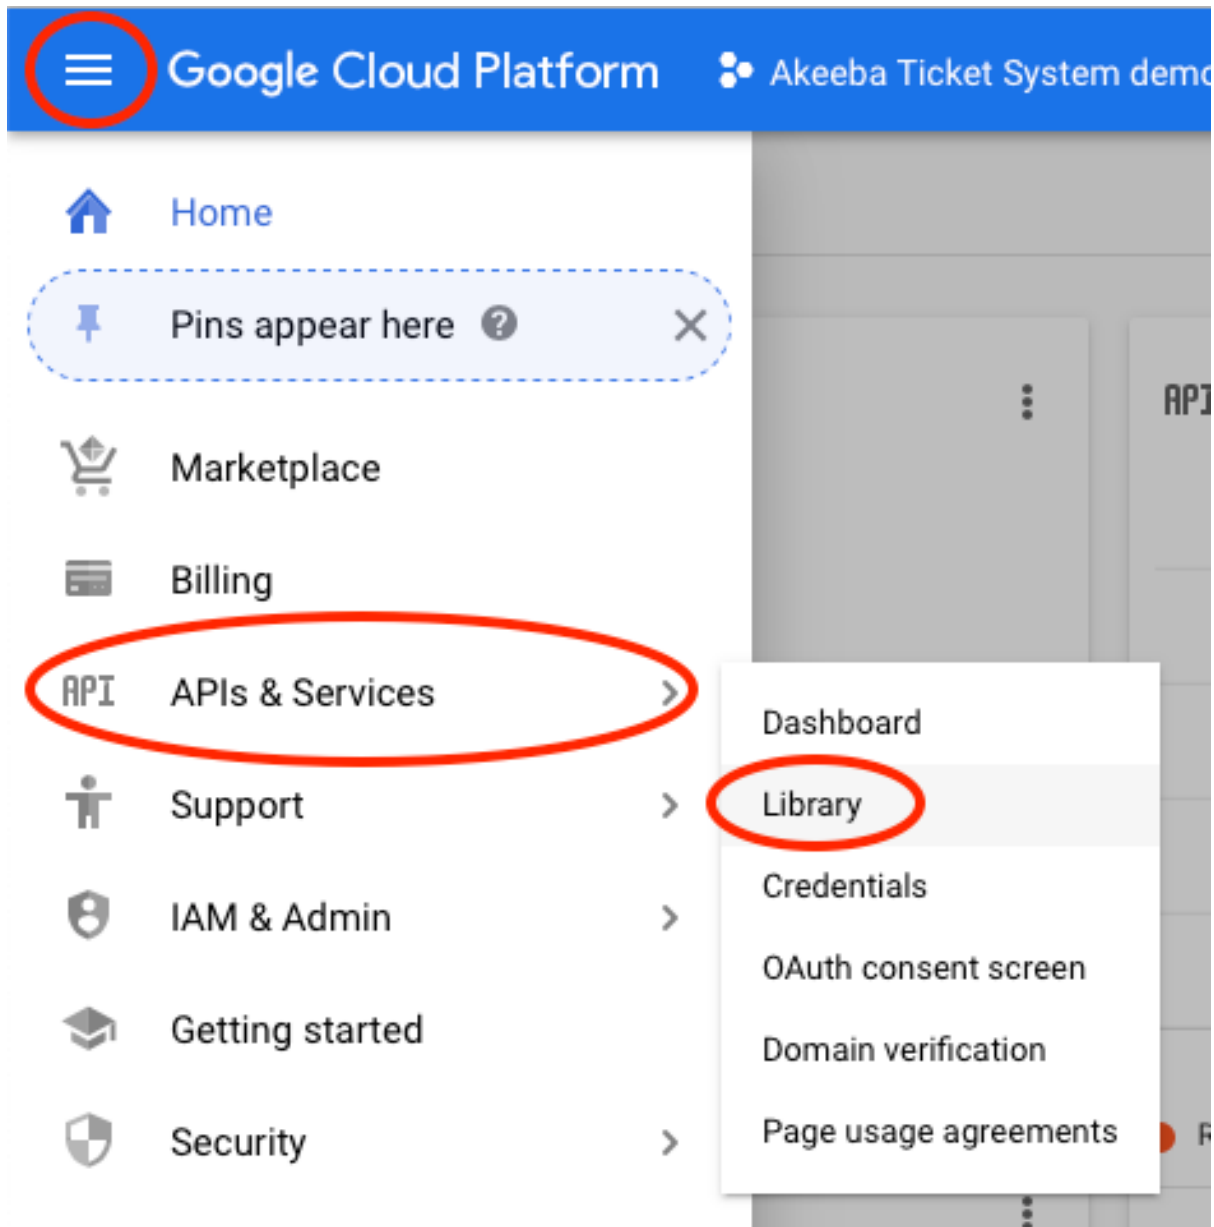 Google Cloud Platform
Akeeba Ticket System demo
Home
Pins appear here
Marketplace
Billing
API APIs & Services
Support
IAM & Admin
Getting started
Security
Dashboard
Library
Credentials
OAuth consent screen
Domain verification
Page usage agreements
API
R